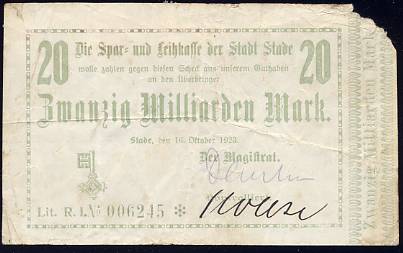 20 Die Spar- und Leihkasse der Stadt Stade 20
wolle zahlen gegen diesen Scheck aus unserem Guthaben
an den Überbringer
Zwanzig Milliarden Mark.
Stade, den 16. Oktober 1923.
Der Magistrat.
Lit. R. I. № 006245 *
Zwanzig Milliarden Mark